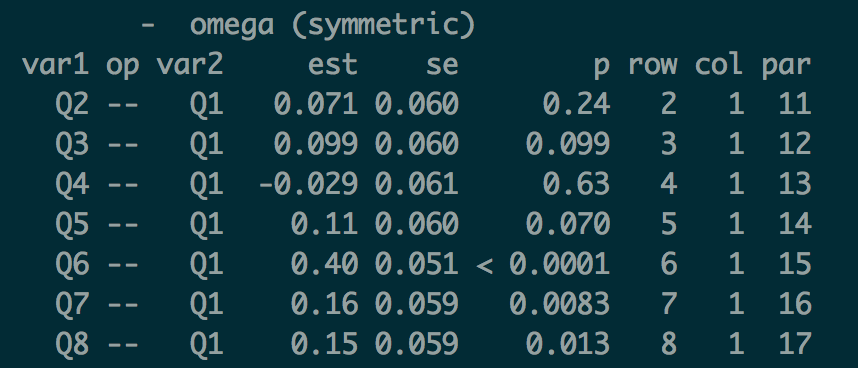 - omega (symmetric)
var1 op var2 est se p row col par
Q2 -- Q1 0.071 0.060 0.24 2 1 11
Q3 -- Q1 0.099 0.060 0.099 3 1 12
Q4 -- Q1 -0.029 0.061 0.63 4 1 13
Q5 -- Q1 0.11 0.060 0.070 5 1 14
Q6 -- Q1 0.40 0.051 < 0.0001 6 1 15
Q7 -- Q1 0.16 0.059 0.0083 7 1 16
Q8 -- Q1 0.15 0.059 0.013 8 1 17